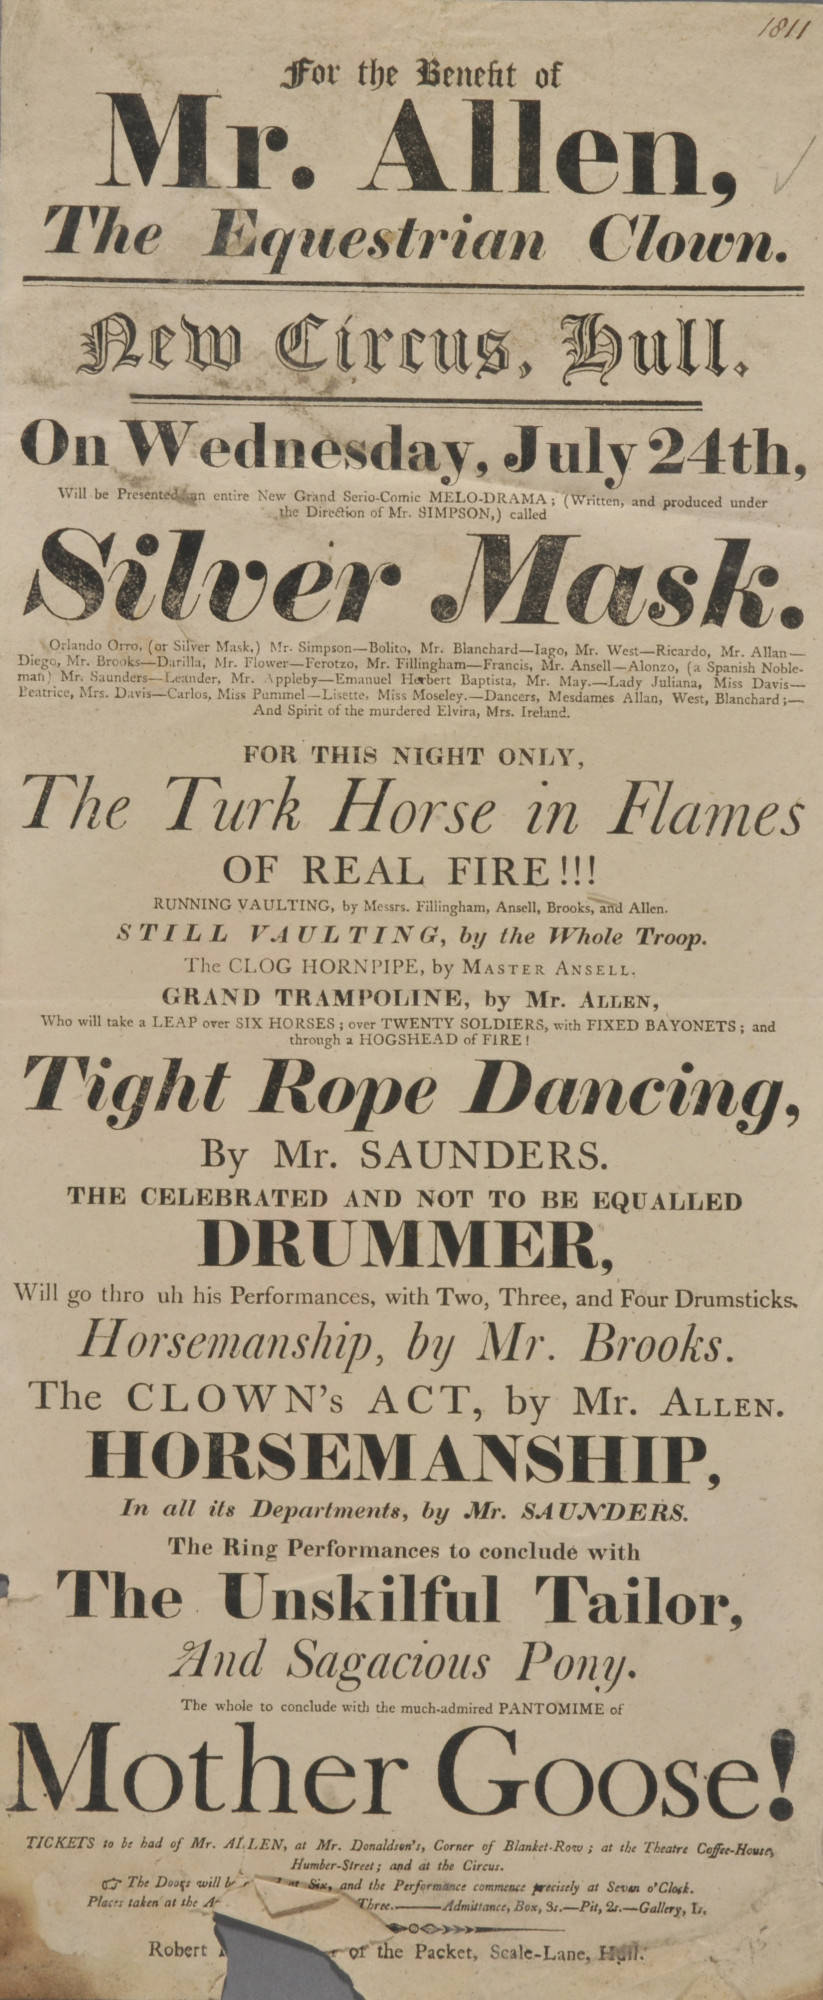 1811
For the Benefit of
Mr. Allen,
The Equestrian Clown.
New Circus, Hull.
On Wednesday, July 24th,
Will be Presented an entire New Grand Serio-Comic MELO-DRAMA; (Written, and produced under
the Direction of Mr. SIMPSON,) called
Silver Mask.
Orlando Orro, (or Silver Mask,) Mr. Simpson—Bolito, Mr. Blanchard—Iago, Mr. West—Ricardo, Mr. Allan—
Diego, Mr. Brooks—Darilla, Mr. Flower—Ferotzo, Mr. Fillingham—Francis, Mr. Ansell—Alonzo, (a Spanish Noble-
man) Mr. Saunders—Leander, Mr. Appleby—Emanuel Herbert Baptista, Mr. May.—Lady Juliana, Miss Davis—
Beatrice, Mrs. Davis—Carlos, Miss Pummel—Lisette, Miss Moseley.—Dancers, Mesdames Allan, West, Blanchard;—
And Spirit of the murdered Elvira, Mrs. Ireland.
FOR THIS NIGHT ONLY,
The Turk Horse in Flames
OF REAL FIRE!!!
RUNNING VAULTING, by Messrs. Fillingham, Ansell, Brooks, and Allen.
STILL VAULTING, by the Whole Troop.
The CLOG HORNPIPE, by MASTER ANSELL.
GRAND TRAMPOLINE, by Mr. ALLEN,
Who will take a LEAP over SIX HORSES; over TWENTY SOLDIERS, with FIXED BAYONETS; and
through a HOGSHEAD of FIRE!
Tight Rope Dancing,
By Mr. SAUNDERS.
THE CELEBRATED AND NOT TO BE EQUALLED
DRUMMER,
Will go thro uh his Performances, with Two, Three, and Four Drumsticks.
Horsemanship, by Mr. Brooks.
The CLOWN's ACT, by Mr. ALLEN.
HORSEMANSHIP,
In all its Departments, by Mr. SAUNDERS.
The Ring Performances to conclude with
The Unskilful Tailor,
And Sagacious Pony.
The whole to conclude with the much-admired PANTOMIME of
Mother Goose!
TICKETS to be had of Mr. ALLEN, at Mr. Donaldson's, Corner of Blanket-Row; at the Theatre Coffee-House,
Humber-Street; and at the Circus.
☞ The Doors will at Six, and the Performance commence precisely at Seven o'Clock.
Places taken at the Three.——Admittance, Box, 3s.—Pit, 2s.—Gallery, 1s.
Robert of the Packet, Scale-Lane, Hull.